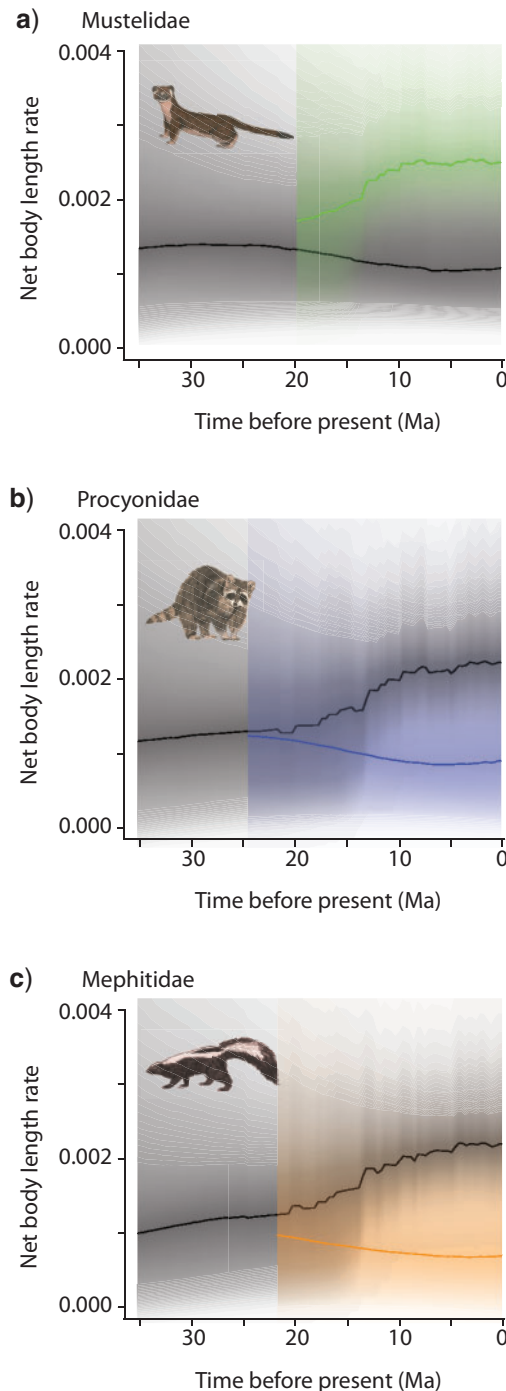 a) Mustelidae
0.004
0.002
0.000
Net body length rate
30 20 10 0
Time before present (Ma)
b) Procyonidae
0.004
0.002
0.000
Net body length rate
30 20 10 0
Time before present (Ma)
c) Mephitidae
0.004
0.002
0.000
Net body length rate
30 20 10 0
Time before present (Ma)